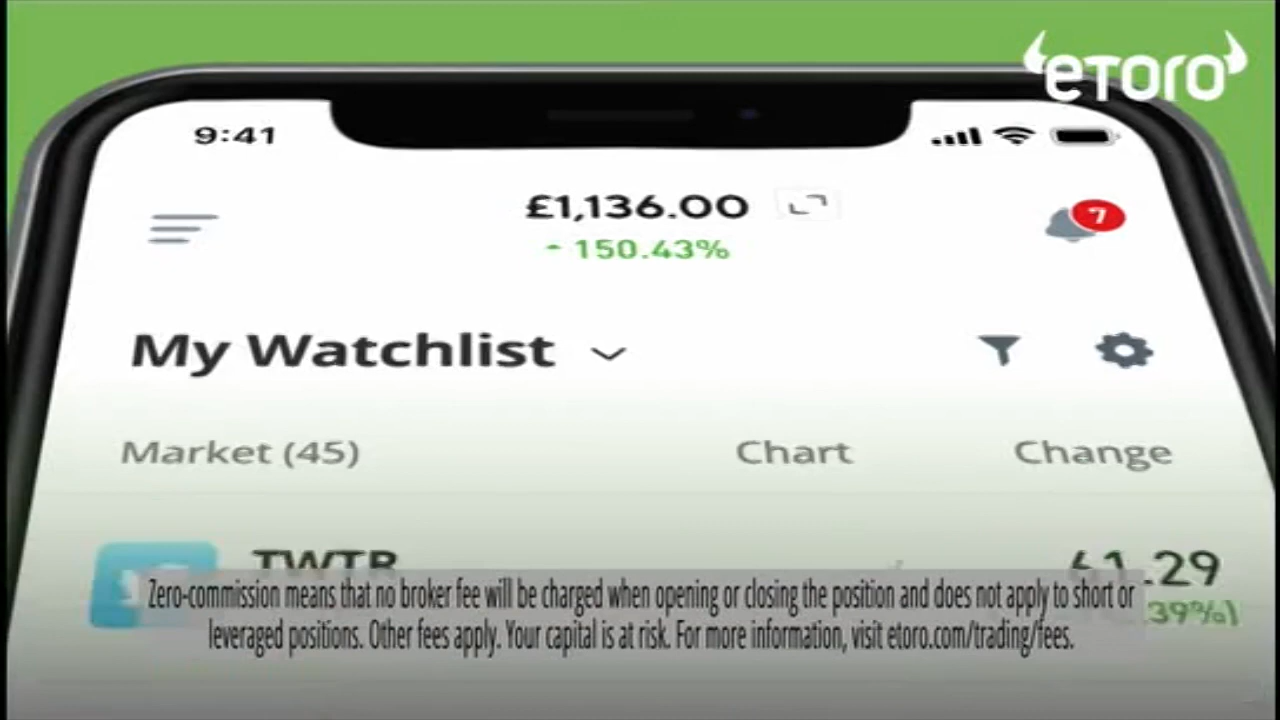 eToro
9:41
£1,136.00
7
150.43%
My Watchlist
Market (45)
Chart
Change
TWTR
61.29
39%)
Zero-commission means that no broker fee will be charged when opening or closing the position and does not apply to short or
leveraged positions. Other fees apply. Your capital is at risk. For more information, visit etoro.com/trading/fees.